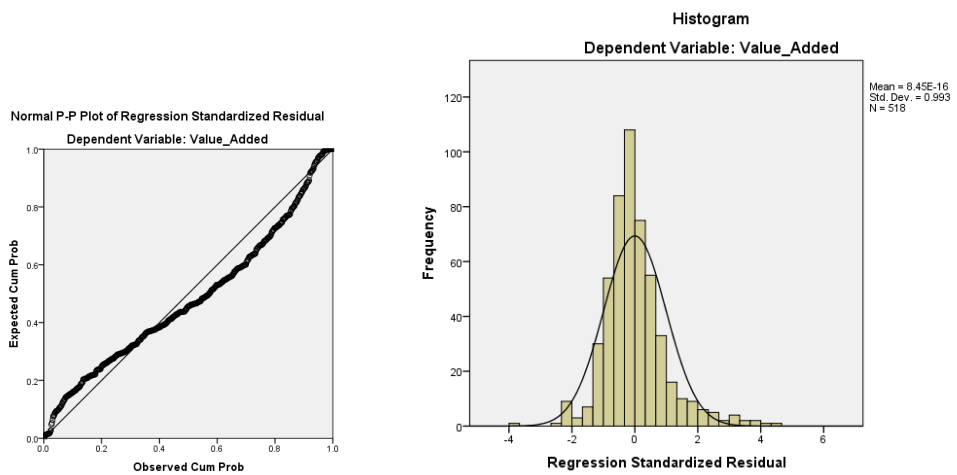 Normal P-P Plot of Regression Standardized Residual
Dependent Variable: Value_Added
1.0
0.8
0.6
0.4
0.2
0.0
0.0 0.2 0.4 0.6 0.8 1.0
Expected Cum Prob
Observed Cum Prob
Histogram
Dependent Variable: Value_Added
Mean = 8.45E-16
Std. Dev. = 0.993
N = 518
120
100
80
60
40
20
0
-4 -2 0 2 4 6
Frequency
Regression Standardized Residual